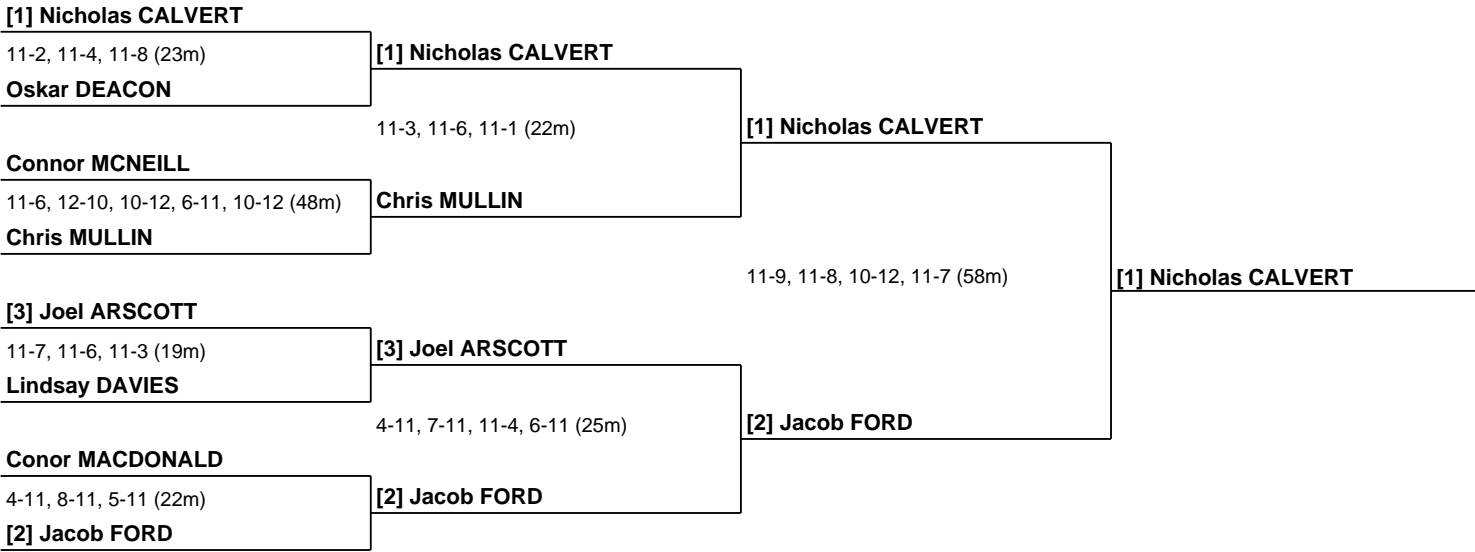 [1] Nicholas CALVERT
11-2, 11-4, 11-8 (23m)
Oskar DEACON
Connor MCNEILL
11-6, 12-10, 10-12, 6-11, 10-12 (48m)
Chris MULLIN
[3] Joel ARSCOTT
11-7, 11-6, 11-3 (19m)
Lindsay DAVIES
Conor MACDONALD
4-11, 8-11, 5-11 (22m)
[2] Jacob FORD
[1] Nicholas CALVERT
11-3, 11-6, 11-1 (22m)
Chris MULLIN
[3] Joel ARSCOTT
4-11, 7-11, 11-4, 6-11 (25m)
[2] Jacob FORD
[1] Nicholas CALVERT
11-9, 11-8, 10-12, 11-7 (58m)
[2] Jacob FORD
[1] Nicholas CALVERT